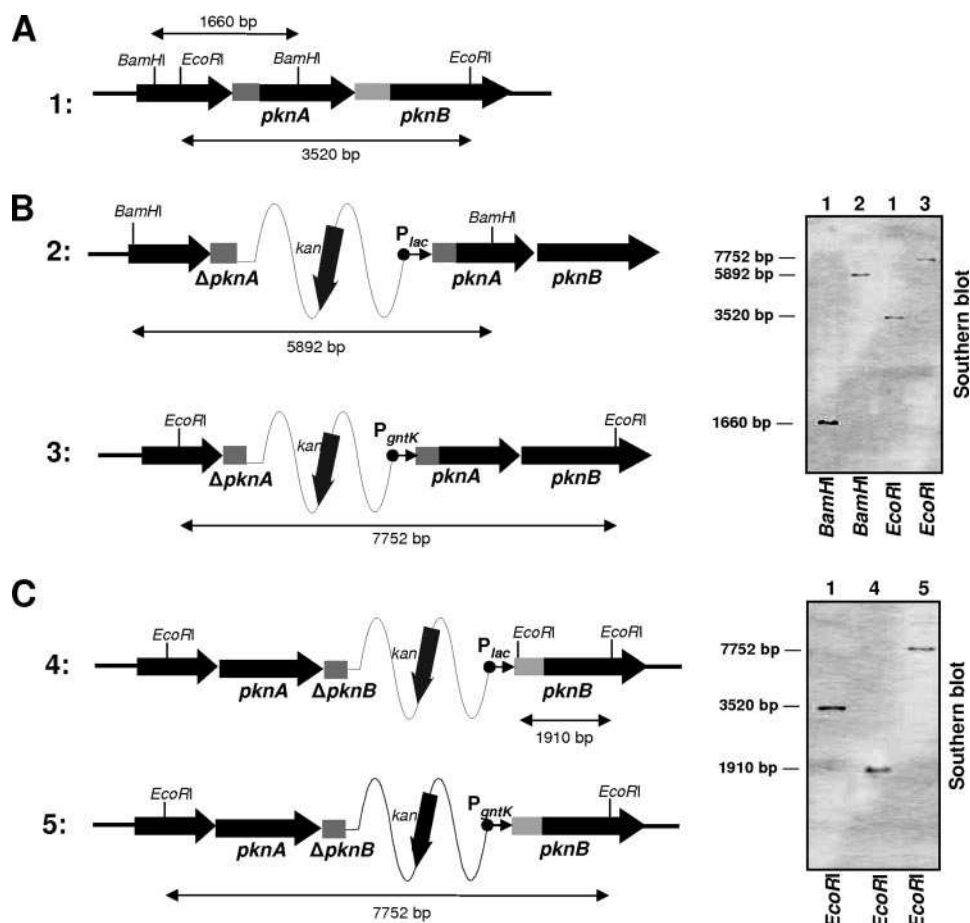 A
1660 bp
BamHI EcoRI BamHI EcoRI
1:
pknA pknB
3520 bp
B
BamHI kan Plac BamHI
2:
ΔpknA pknA pknB
5892 bp
EcoRI kan PgntK EcoRI
3:
ΔpknA pknA pknB
7752 bp
1 2 1 3
7752 bp
5892 bp
3520 bp
1660 bp
BamHI BamHI EcoRI EcoRI
Southern blot
C
EcoRI kan Plac EcoRI EcoRI
4:
pknA ΔpknB pknB
1910 bp
EcoRI kan PgntK EcoRI
5:
pknA ΔpknB pknB
7752 bp
1 4 5
7752 bp
3520 bp
1910 bp
EcoRI EcoRI EcoRI
Southern blot